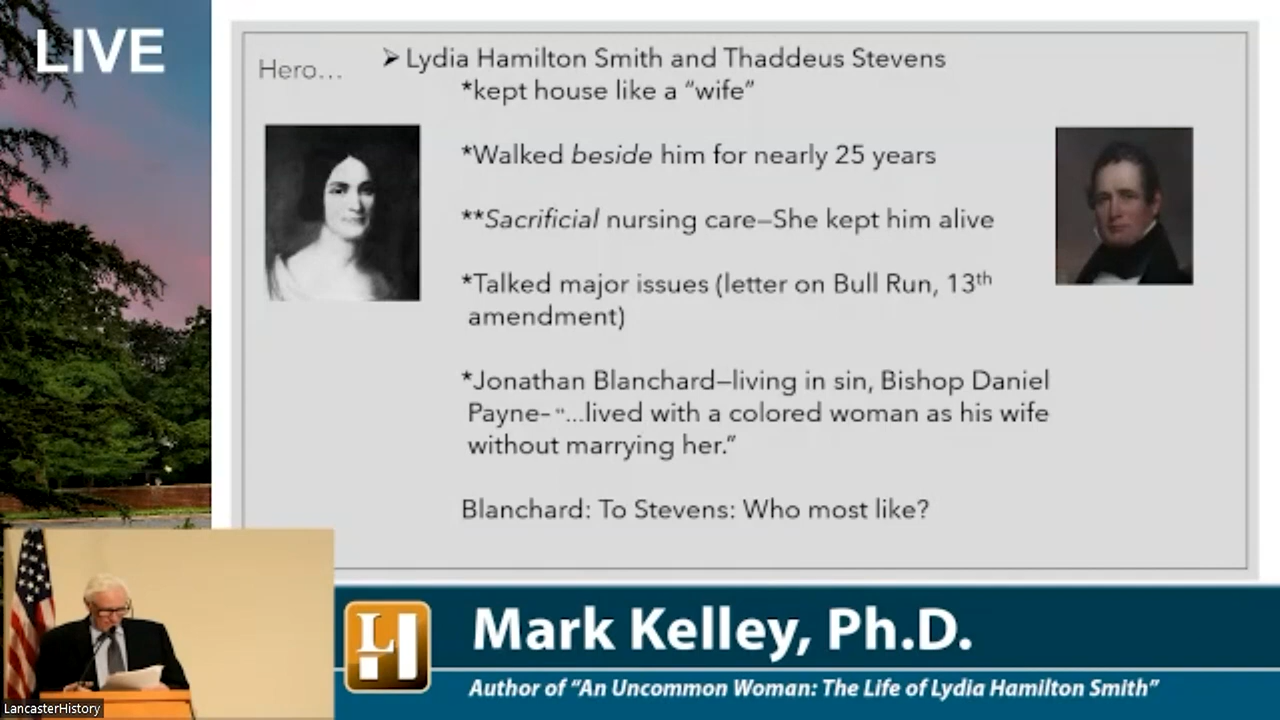 LIVE
Hero...
➢ Lydia Hamilton Smith and Thaddeus Stevens
*kept house like a “wife”
*Walked beside him for nearly 25 years
**Sacrificial nursing care—She kept him alive
*Talked major issues (letter on Bull Run, 13th
amendment)
*Jonathan Blanchard—living in sin, Bishop Daniel
Payne– "...lived with a colored woman as his wife
without marrying her.”
Blanchard: To Stevens: Who most like?
LH
Mark Kelley, Ph.D.
Author of “An Uncommon Woman: The Life of Lydia Hamilton Smith”
LancasterHistory